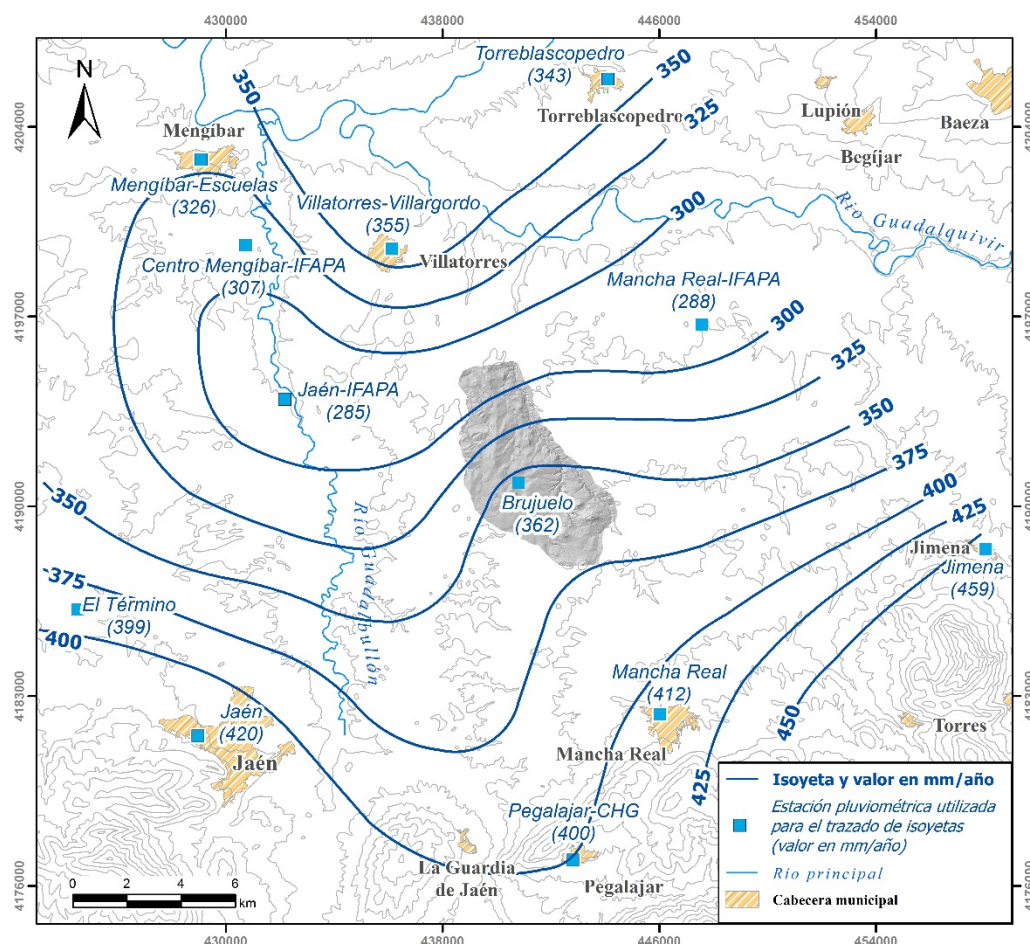 430000
438000
446000
454000
4204000
4204000
4197000
4197000
4190000
4190000
4183000
4183000
4176000
4176000
430000
438000
446000
454000
N
350
Torreblascopedro
(343)
350
325
Torreblascopedro
Lupión
Baeza
Begíjar
Mengíbar
Mengíbar-Escuelas
(326)
Villatorres-Villargordo
(355)
Villatorres
300
Río Guadalquivir
Centro Mengíbar-IFAPA
(307)
Mancha Real-IFAPA
(288)
300
325
Jaén-IFAPA
(285)
350
375
Brujuelo
(362)
400
425
350
Río Guadalbullón
Jimena
Jimena
(459)
375
El Término
(399)
400
Mancha Real
(412)
Jaén
(420)
Jaén
Mancha Real
450
Torres
425
Pegalajar-CHG
(400)
La Guardia
de Jaén
Pegalajar
0 2 4 6
km
Isoyeta y valor en mm/año
Estación pluviométrica utilizada
para el trazado de isoyetas
(valor en mm/año)
Río principal
Cabecera municipal